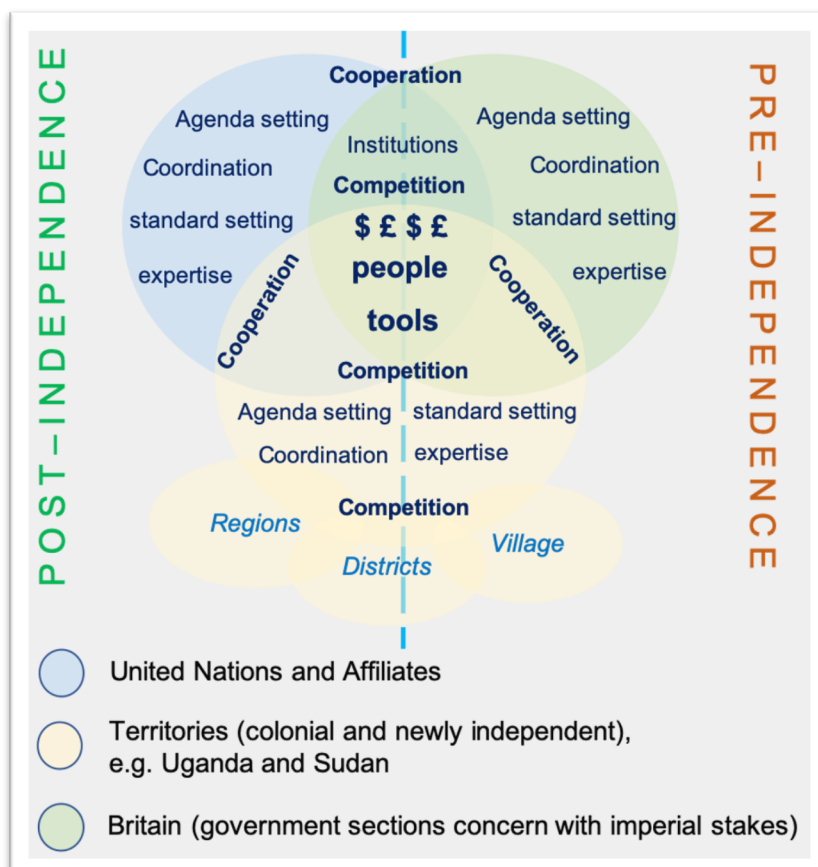 POST–INDEPENDENCE
PRE–INDEPENDENCE
Cooperation
Agenda setting
Coordination
standard setting
expertise
Institutions
Competition
$ £ $ £
people
tools
Agenda setting
Coordination
standard setting
expertise
Cooperation
Cooperation
Competition
Agenda setting
standard setting
Coordination
expertise
Competition
Regions
Districts
Village
United Nations and Affiliates
Territories (colonial and newly independent),
e.g. Uganda and Sudan
Britain (government sections concern with imperial stakes)